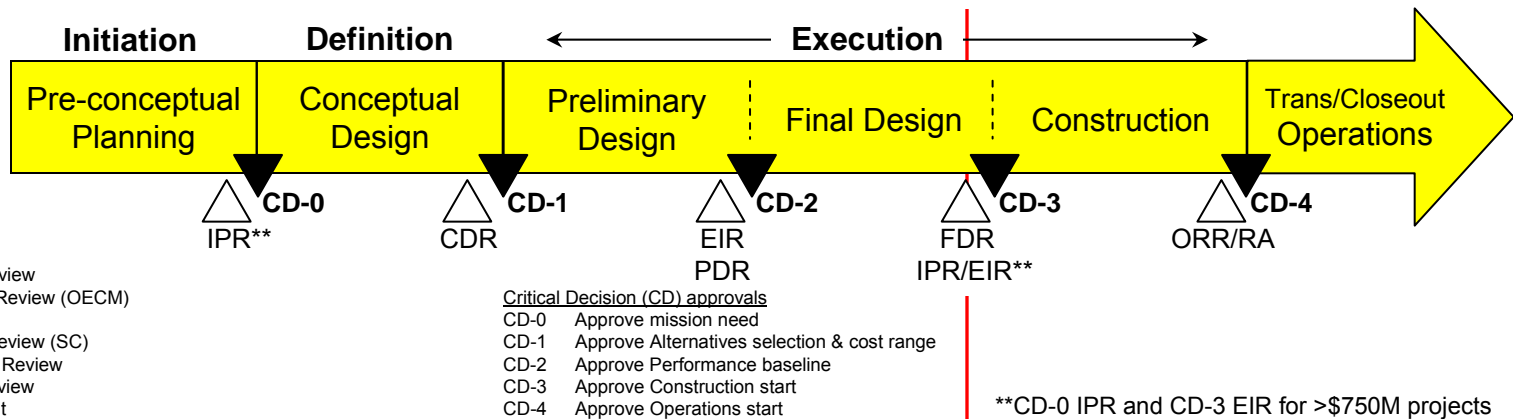 Initiation
Definition
Execution
Pre-conceptual
Planning
Conceptual
Design
Preliminary
Design
Final Design
Construction
Trans/Closeout
Operations
CD-0
CD-1
CD-2
CD-3
CD-4
IPR**
CDR
EIR
PDR
FDR
IPR/EIR**
ORR/RA
Review (OECM)
Review (SC)
Review
Critical Decision (CD) approvals
CD-0 Approve mission need
CD-1 Approve Alternatives selection & cost range
CD-2 Approve Performance baseline
CD-3 Approve Construction start
CD-4 Approve Operations start
**CD-0 IPR and CD-3 EIR for >$750M projects